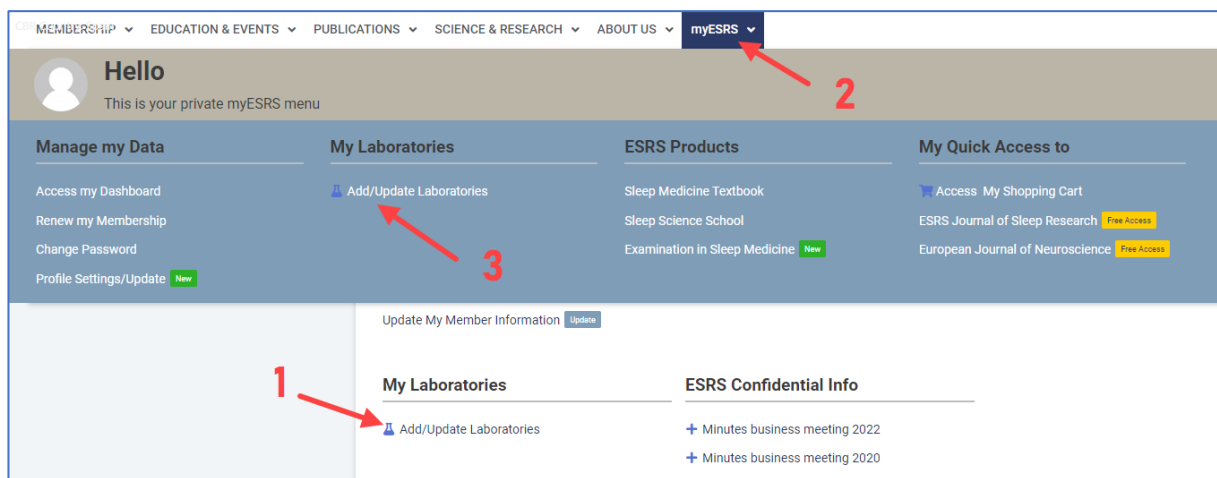 MEMBERSHIP EDUCATION & EVENTS PUBLICATIONS SCIENCE & RESEARCH ABOUT US myESRS
Hello
This is your private myESRS menu
2
Manage my Data
Access my Dashboard
Renew my Membership
Change Password
Profile Settings/Update New
My Laboratories
Add/Update Laboratories
3
ESRS Products
Sleep Medicine Textbook
Sleep Science School
Examination in Sleep Medicine New
My Quick Access to
Access My Shopping Cart
ESRS Journal of Sleep Research Free Access
European Journal of Neuroscience Free Access
Update My Member Information Update
1
My Laboratories
Add/Update Laboratories
ESRS Confidential Info
+ Minutes business meeting 2022
+ Minutes business meeting 2020